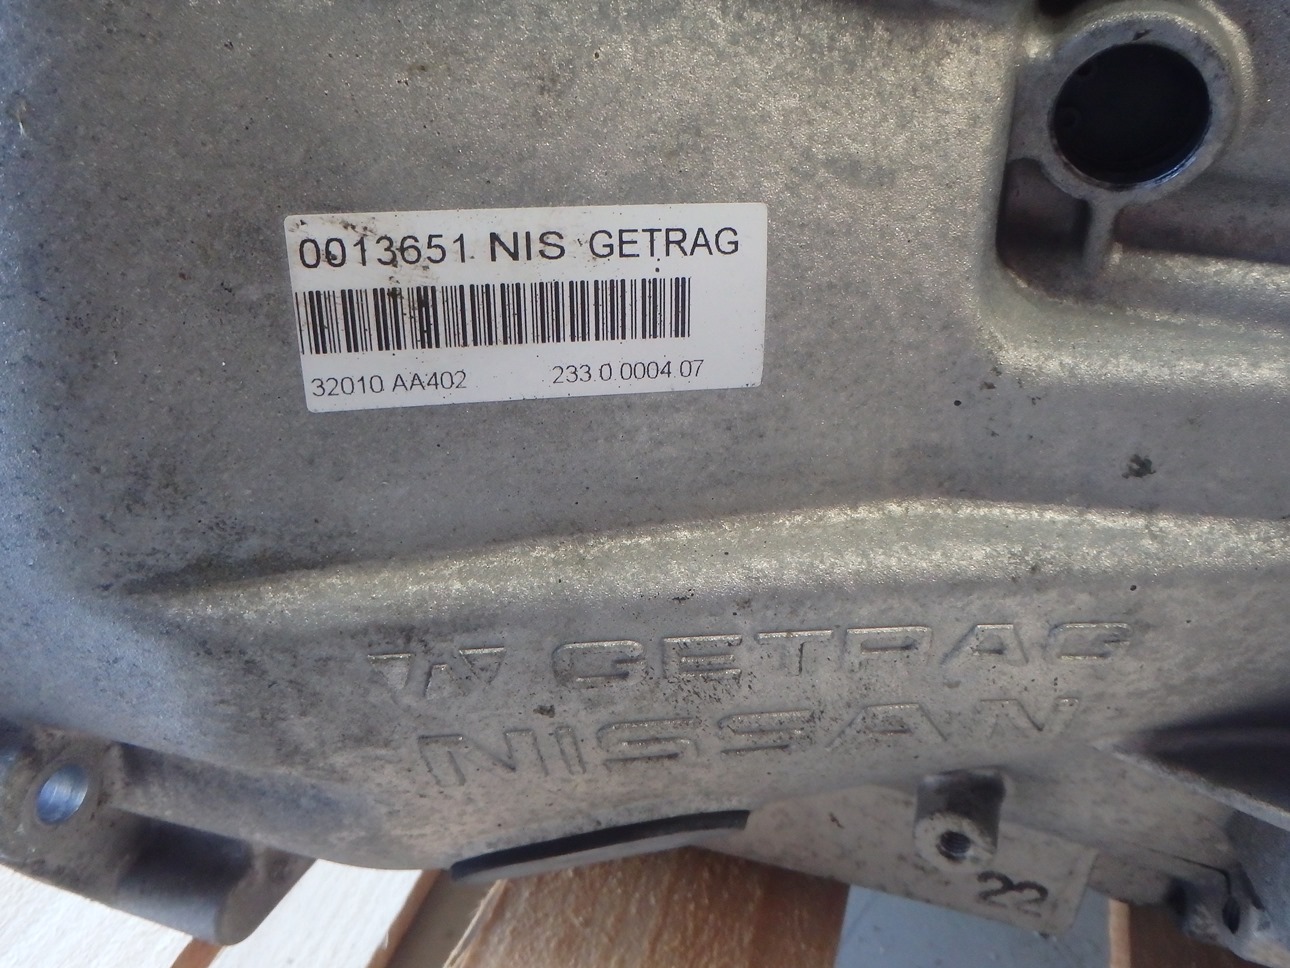 0013651 NIS GETRAG
32010 AA402 233.0.0004.07
GETRAG
NISSAN
22